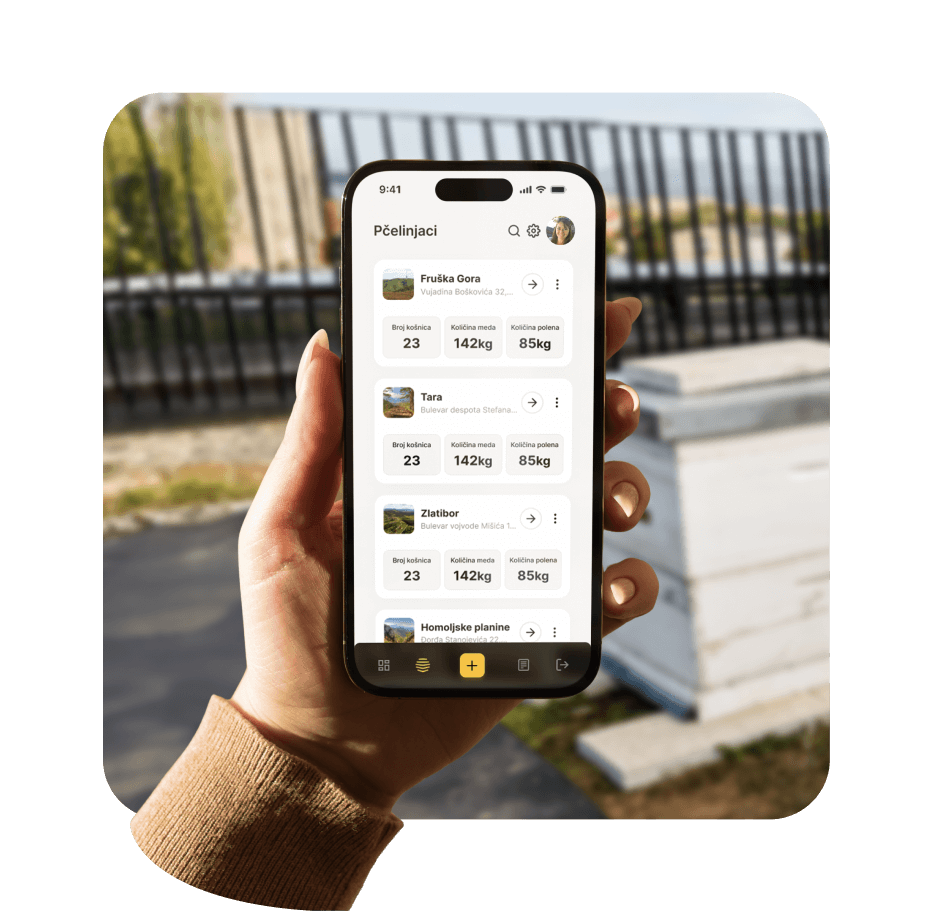 9:41
Pčelinjaci
Fruška Gora
Vujadina Boškovića 32,...
Broj košnica Količina meda Količina polena
23 142kg 85kg
Tara
Bulevar despota Stefana...
Broj košnica Količina meda Količina polena
23 142kg 85kg
Zlatibor
Bulevar vojvode Mišića 1...
Broj košnica Količina meda Količina polena
23 142kg 85kg
Homoljske planine
Đorđa Stanojevića 22,...